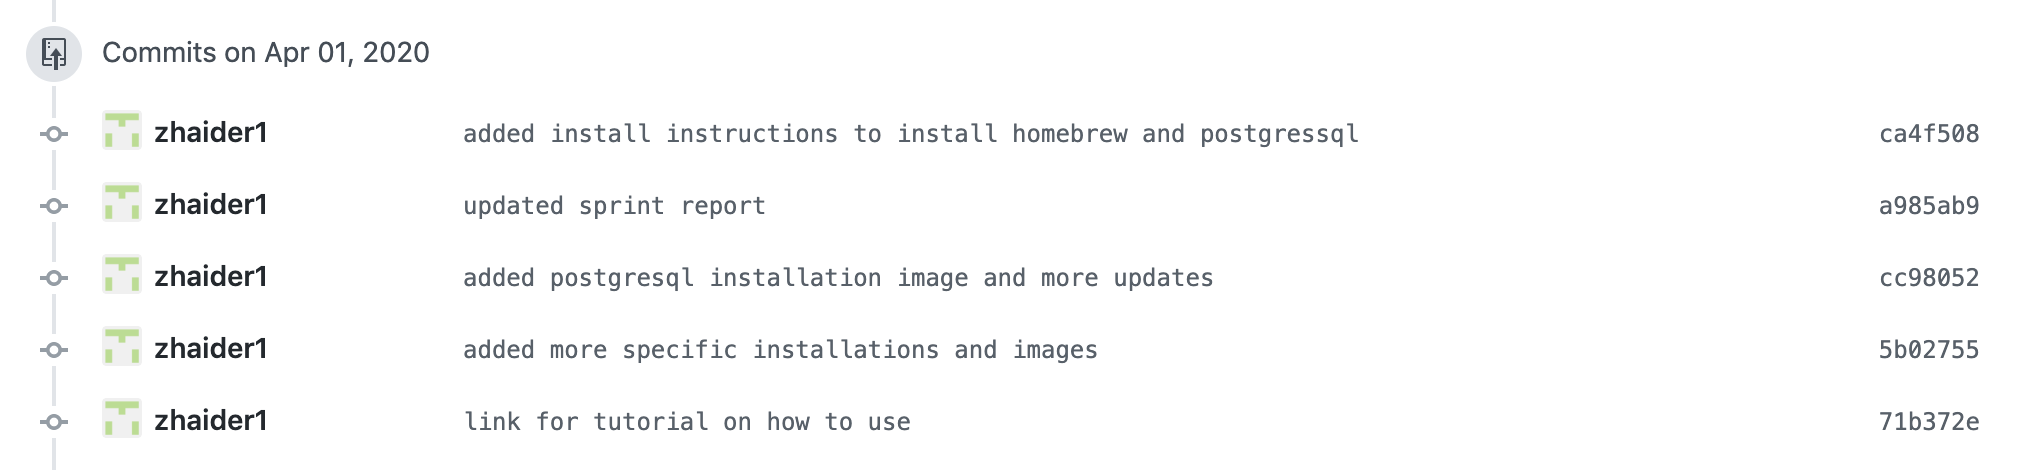 Commits on Apr 01, 2020
zhaider1 added install instructions to install homebrew and postgressql ca4f508
zhaider1 updated sprint report a985ab9
zhaider1 added postgresql installation image and more updates cc98052
zhaider1 added more specific installations and images 5b02755
zhaider1 link for tutorial on how to use 71b372e